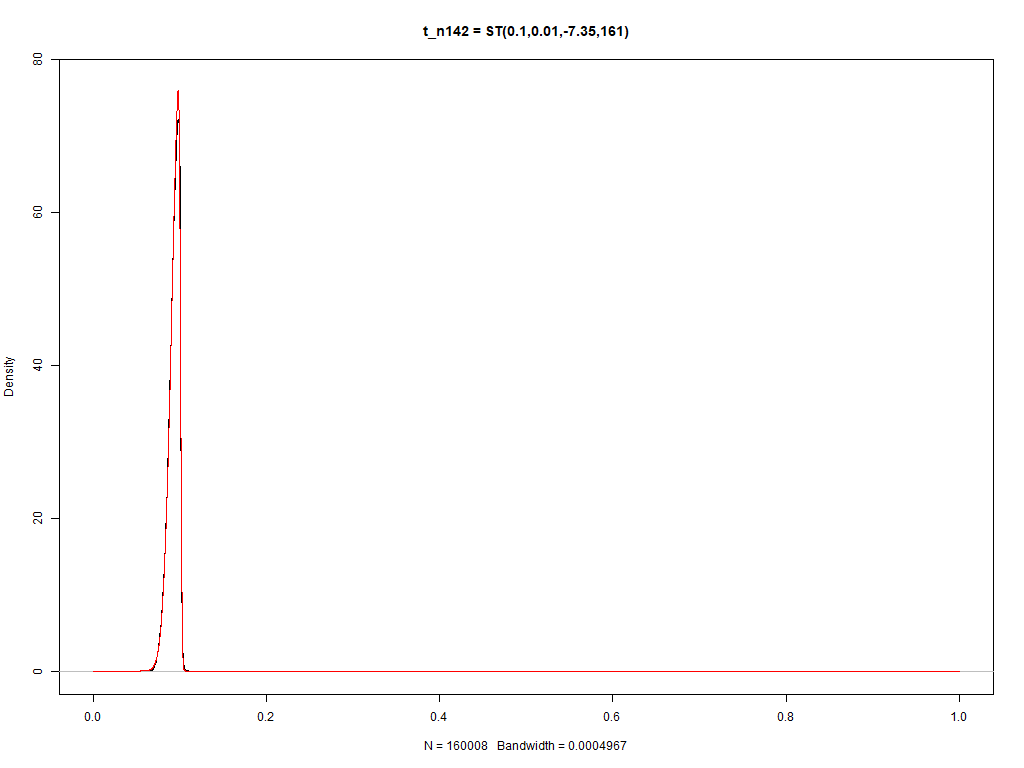 t_n142 = ST(0.1,0.01,-7.35,161)
80
60
40
20
0
Density
0.0 0.2 0.4 0.6 0.8 1.0
N = 160008 Bandwidth = 0.0004967